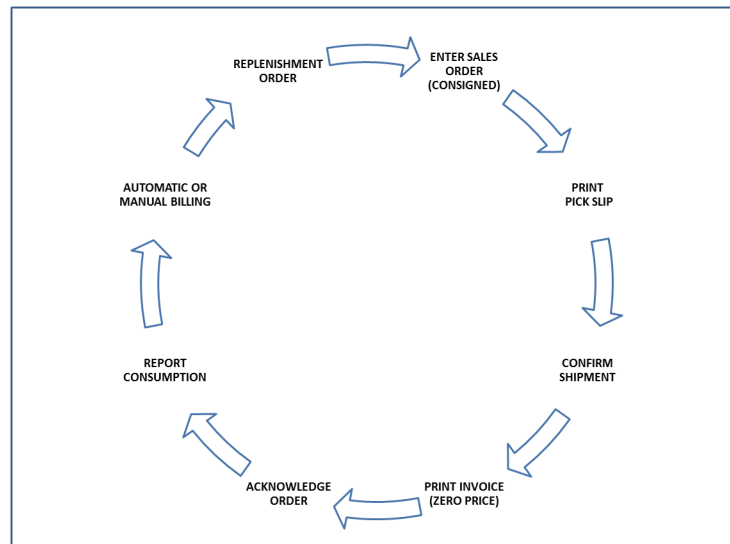 REPLENISHMENT
ORDER
ENTER SALES
ORDER
(CONSIGNED)
PRINT
PICK SLIP
CONFIRM
SHIPMENT
PRINT INVOICE
(ZERO PRICE)
ACKNOWLEDGE
ORDER
REPORT
CONSUMPTION
AUTOMATIC OR
MANUAL BILLING